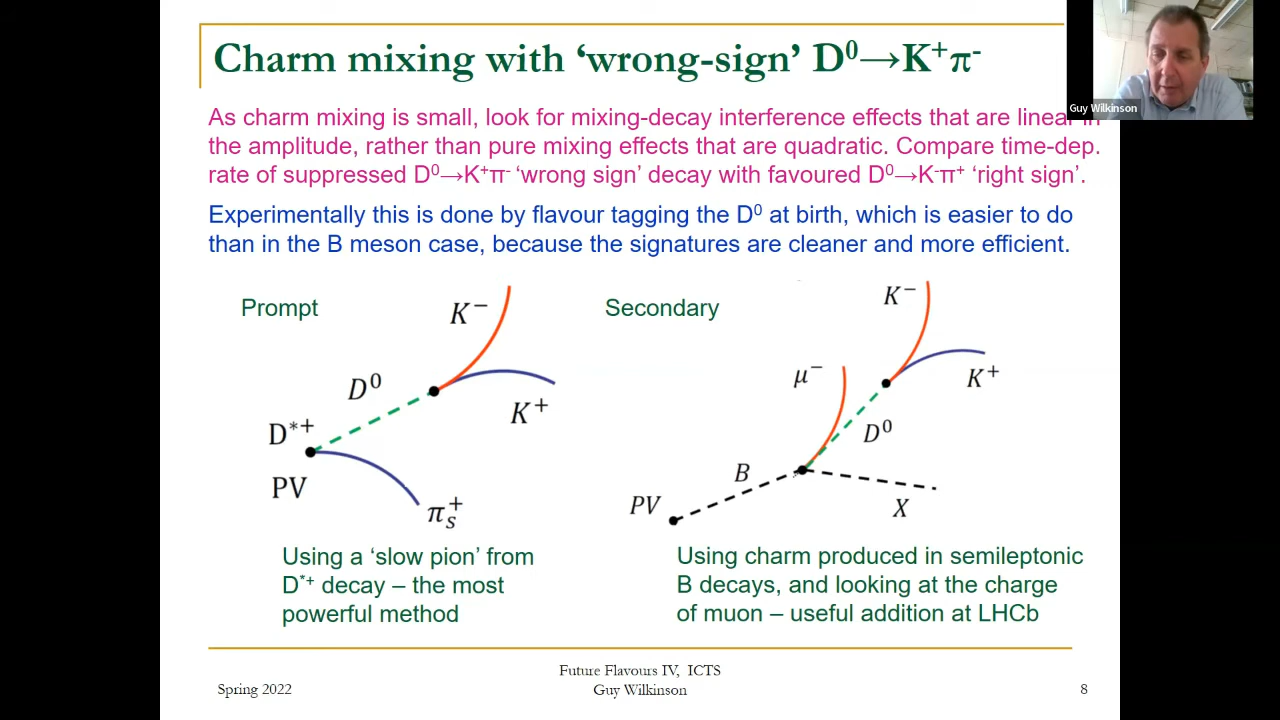 Charm mixing with ‘wrong-sign’ D⁰→K⁺π⁻
Guy Wilkinson
As charm mixing is small, look for mixing-decay interference effects that are linear in
the amplitude, rather than pure mixing effects that are quadratic. Compare time-dep.
rate of suppressed D⁰→K⁺π⁻ ‘wrong sign’ decay with favoured D⁰→K⁻π⁺ ‘right sign’.
Experimentally this is done by flavour tagging the D⁰ at birth, which is easier to do
than in the B meson case, because the signatures are cleaner and more efficient.
Prompt
K⁻
D⁰
K⁺
D*⁺
PV
πₛ⁺
Secondary
K⁻
μ⁻
K⁺
D⁰
B
PV
X
Using a ‘slow pion’ from
D*⁺ decay – the most
powerful method
Using charm produced in semileptonic
B decays, and looking at the charge
of muon – useful addition at LHCb
Spring 2022
Future Flavours IV, ICTS
Guy Wilkinson
8